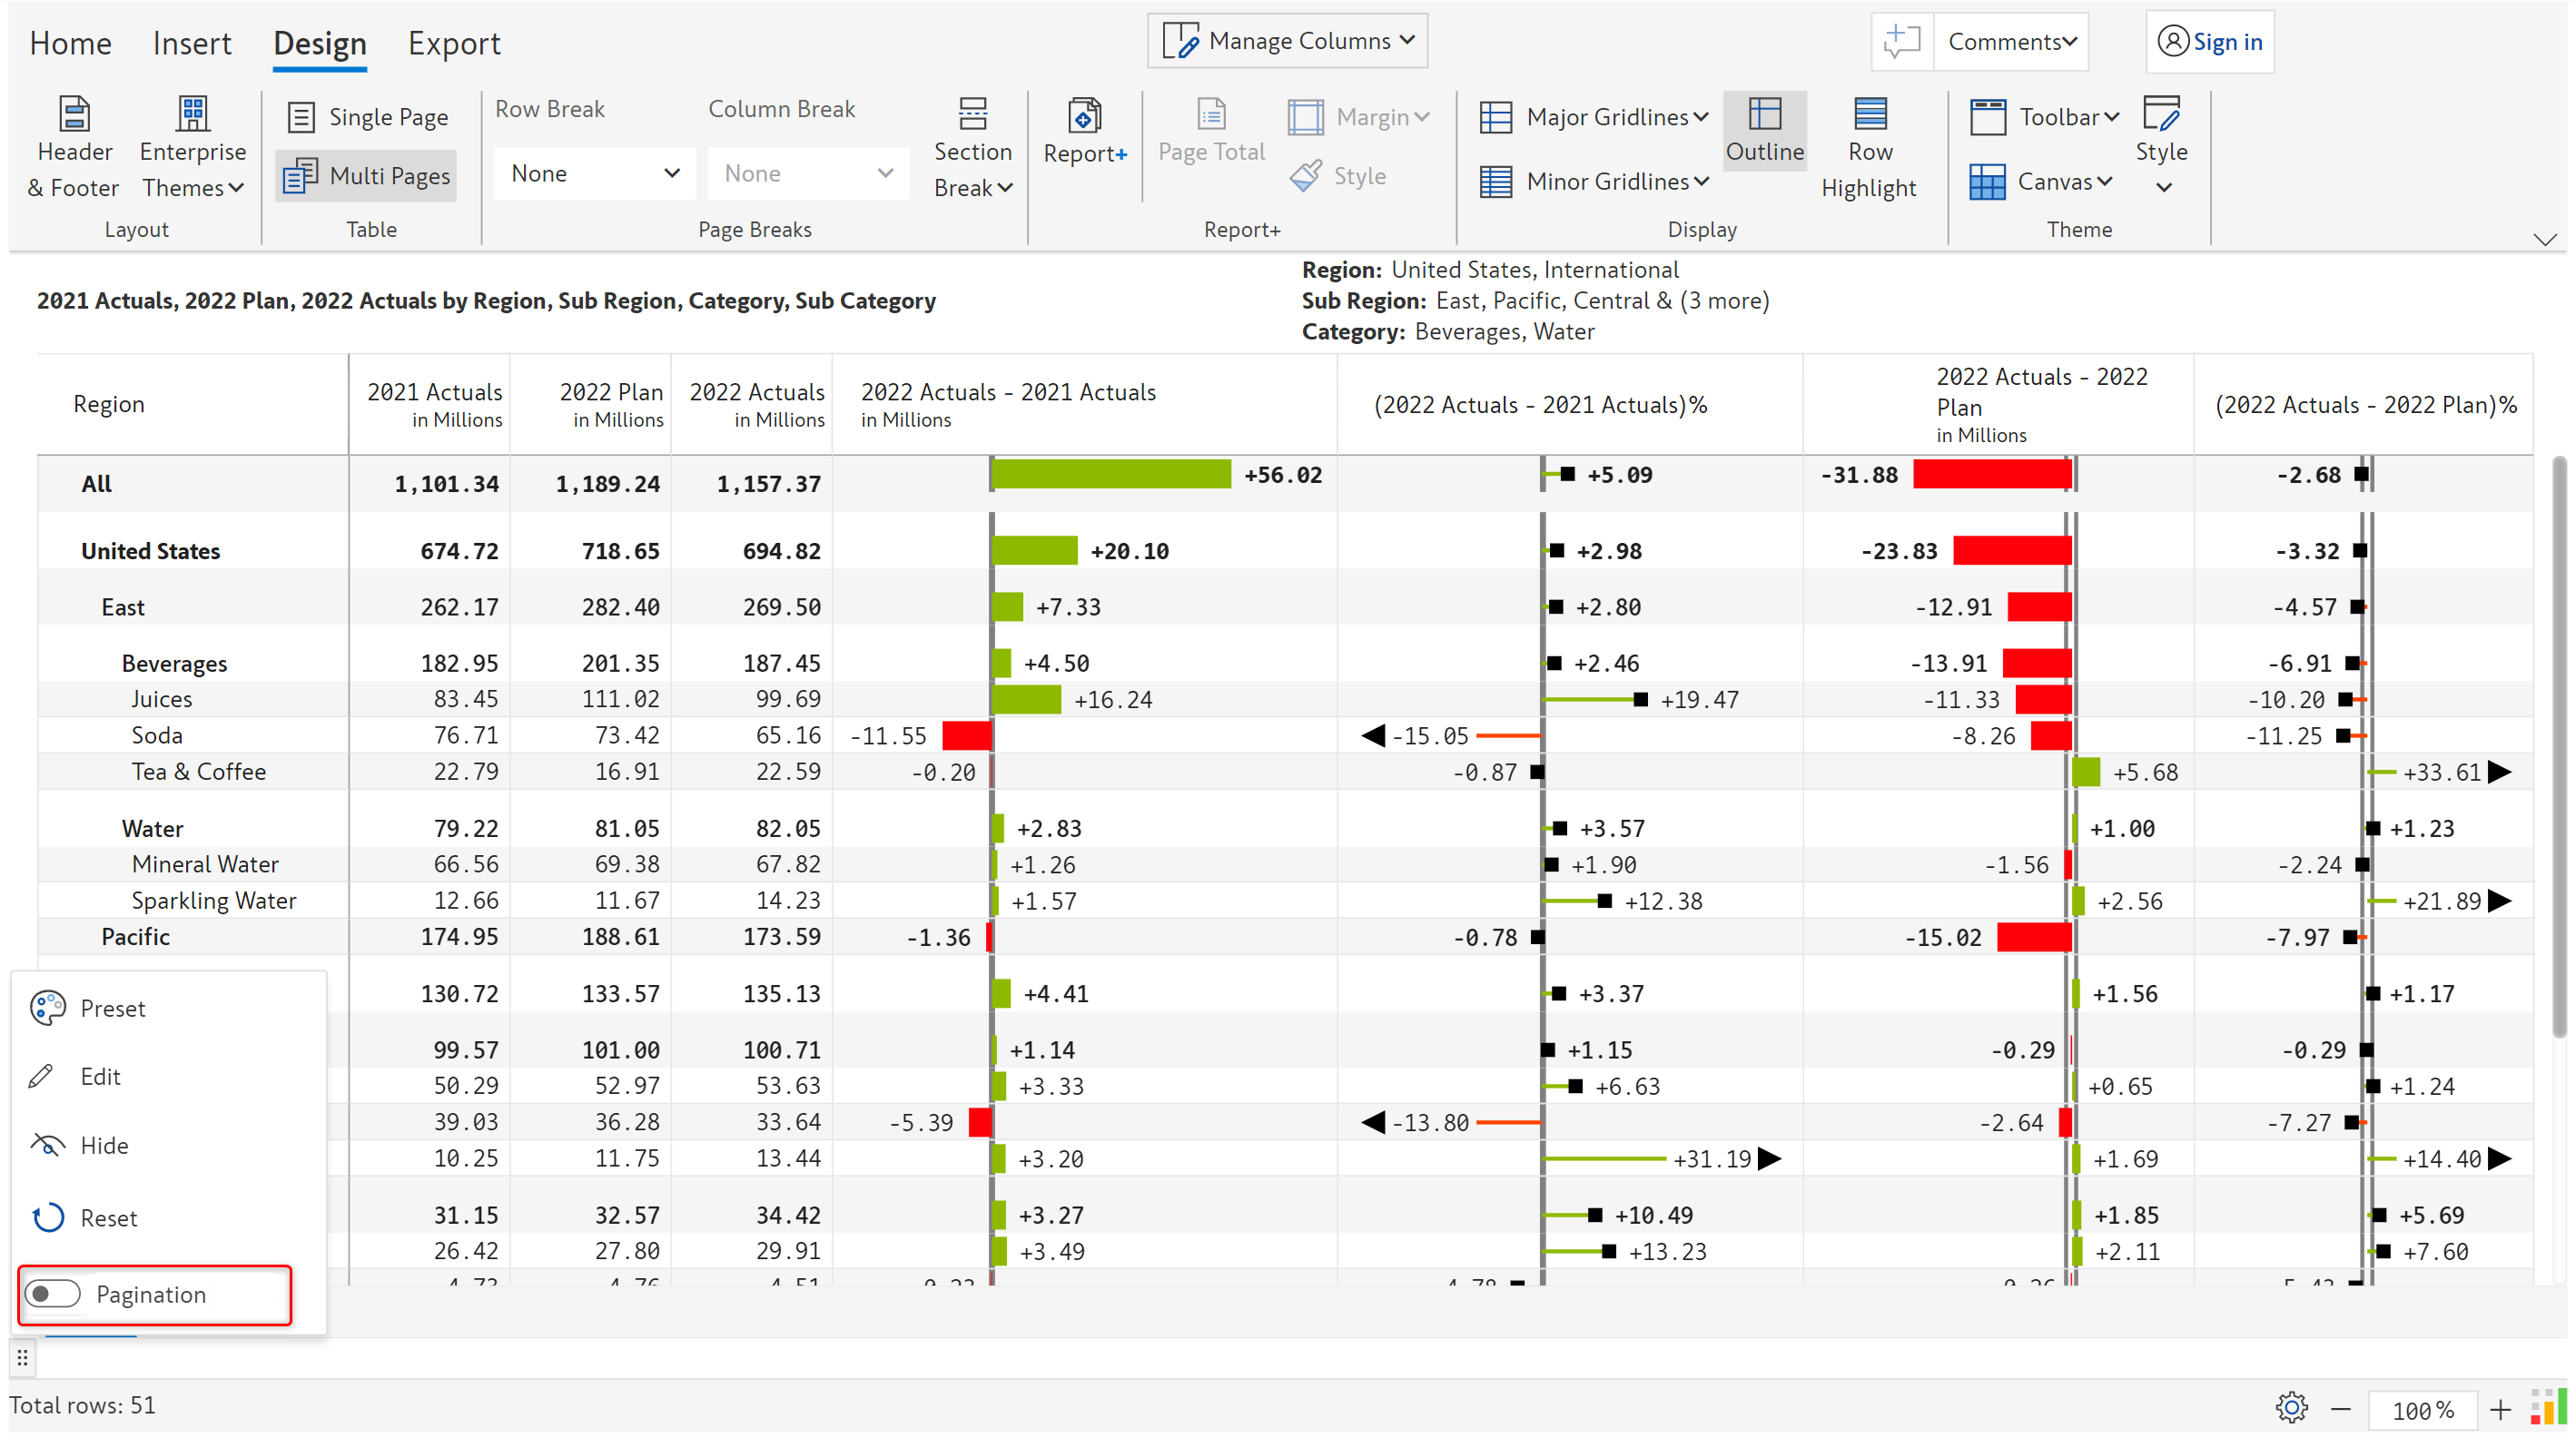 Home Insert Design Export Manage Columns Comments Sign in
Header & Footer
Enterprise Themes
Layout
Single Page
Multi Pages
Table
Row Break
None
Column Break
None
Section Break
Page Breaks
Report+
Page Total
Margin
Style
Report+
Major Gridlines
Minor Gridlines
Outline
Row Highlight
Display
Toolbar
Canvas
Style
Theme
2021 Actuals, 2022 Plan, 2022 Actuals by Region, Sub Region, Category, Sub Category
Region: United States, International
Sub Region: East, Pacific, Central & (3 more)
Category: Beverages, Water
Region
2021 Actuals in Millions
2022 Plan in Millions
2022 Actuals in Millions
2022 Actuals - 2021 Actuals in Millions
(2022 Actuals - 2021 Actuals)%
2022 Actuals - 2022 Plan in Millions
(2022 Actuals - 2022 Plan)%
All 1,101.34 1,189.24 1,157.37 +56.02 +5.09 -31.88 -2.68
United States 674.72 718.65 694.82 +20.10 +2.98 -23.83 -3.32
East 262.17 282.40 269.50 +7.33 +2.80 -12.91 -4.57
Beverages 182.95 201.35 187.45 +4.50 +2.46 -13.91 -6.91
Juices 83.45 111.02 99.69 +16.24 +19.47 -11.33 -10.20
Soda 76.71 73.42 65.16 -11.55 -15.05 -8.26 -11.25
Tea & Coffee 22.79 16.91 22.59 -0.20 -0.87 +5.68 +33.61
Water 79.22 81.05 82.05 +2.83 +3.57 +1.00 +1.23
Mineral Water 66.56 69.38 67.82 +1.26 +1.90 -1.56 -2.24
Sparkling Water 12.66 11.67 14.23 +1.57 +12.38 +2.56 +21.89
Pacific 174.95 188.61 173.59 -1.36 -0.78 -15.02 -7.97
130.72 133.57 135.13 +4.41 +3.37 +1.56 +1.17
99.57 101.00 100.71 +1.14 +1.15 -0.29 -0.29
50.29 52.97 53.63 +3.33 +6.63 +0.65 +1.24
39.03 36.28 33.64 -5.39 -13.80 -2.64 -7.27
10.25 11.75 13.44 +3.20 +31.19 +1.69 +14.40
31.15 32.57 34.42 +3.27 +10.49 +1.85 +5.69
26.42 27.80 29.91 +3.49 +13.23 +2.11 +7.60
Preset
Edit
Hide
Reset
Pagination
Total rows: 51
100%